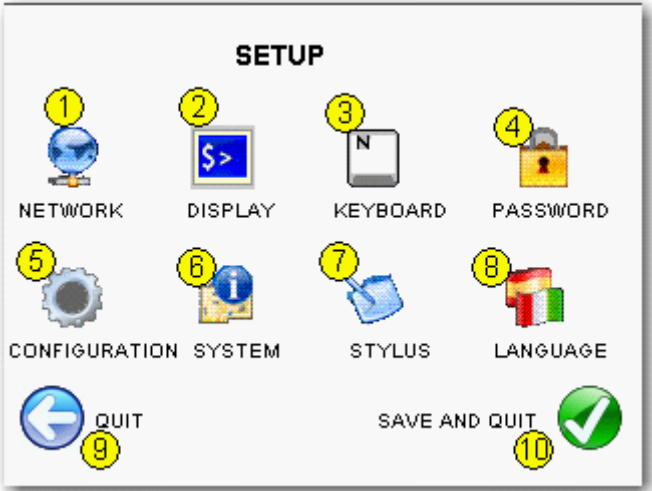 SETUP
1 2 3 4
$>
N
NETWORK DISPLAY KEYBOARD PASSWORD
5 6 7 8
i
CONFIGURATION SYSTEM STYLUS LANGUAGE
QUIT SAVE AND QUIT
9 10